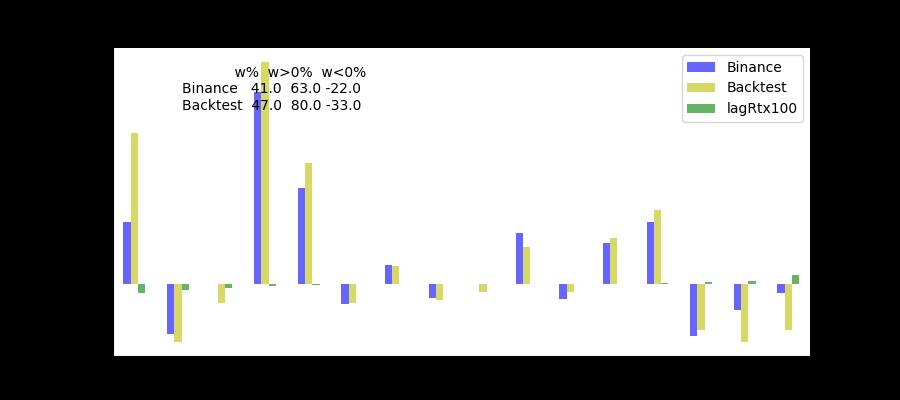 w% w>0% w<0%
Binance 41.0 63.0 -22.0
Backtest 47.0 80.0 -33.0
Binance
Backtest
lagRtx100